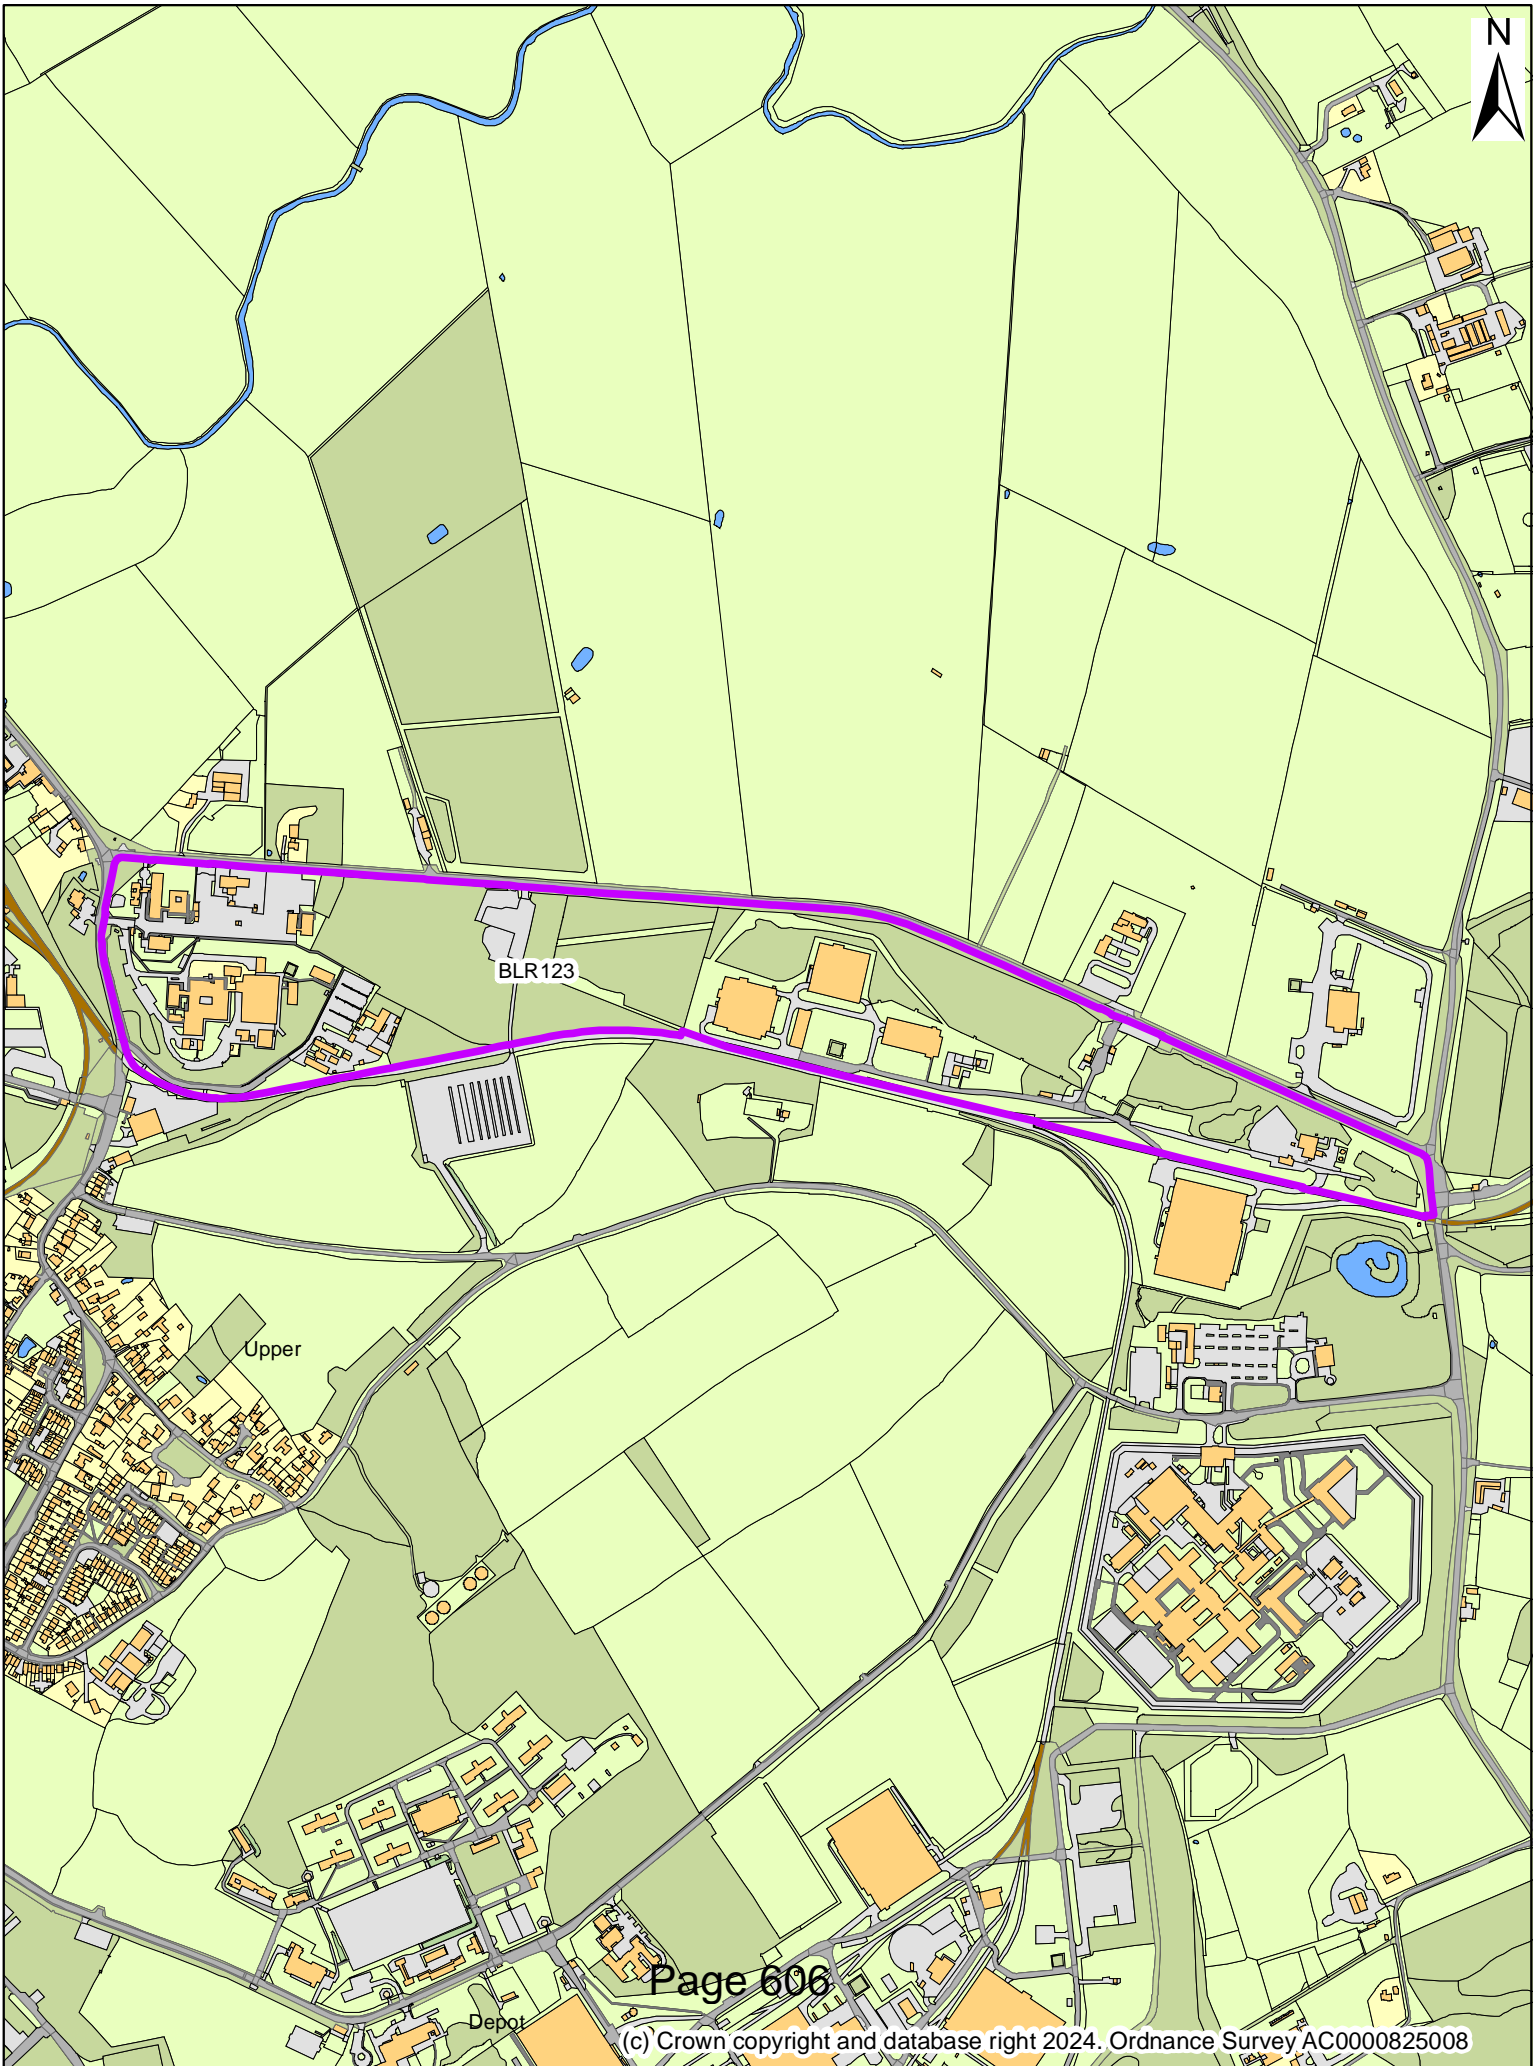 N
BLR123
Upper
Page 606
Depot
(c) Crown copyright and database right 2024. Ordnance Survey AC0000825008